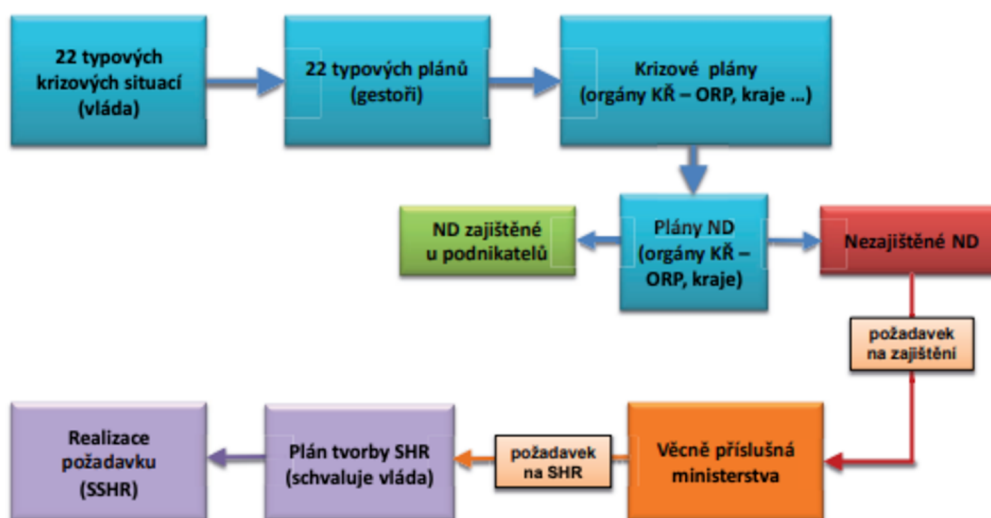 22 typových
krizových situací
(vláda)
22 typových plánů
(gestoři)
Krizové plány
(orgány KŘ – ORP, kraje ...)
ND zajištěné
u podnikatelů
Plány ND
(orgány KŘ –
ORP, kraje)
Nezajištěné ND
požadavek
na zajištění
Realizace
požadavku
(SSHR)
Plán tvorby SHR
(schvaluje vláda)
požadavek
na SHR
Věcně příslušná
ministerstva